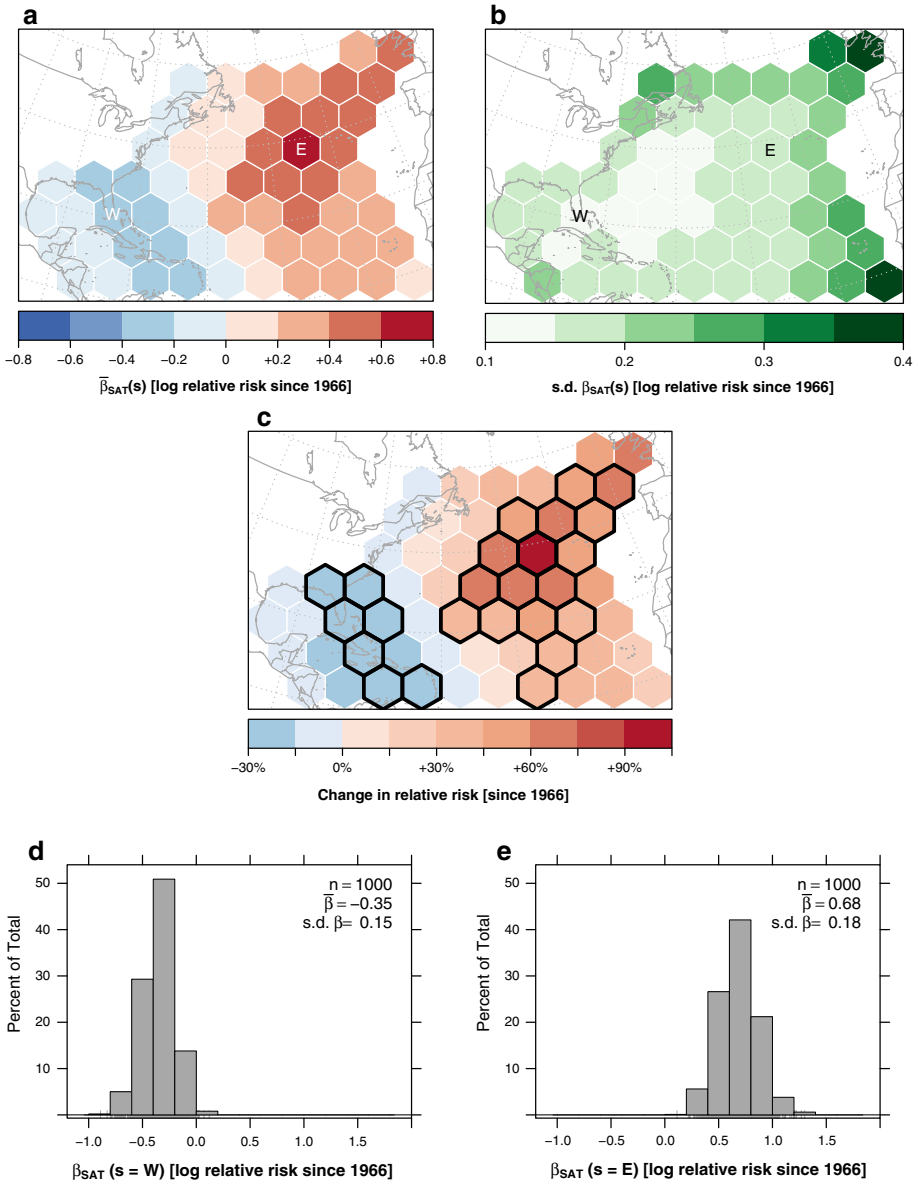 a
E
W
−0.8 −0.6 −0.4 −0.2 0 +0.2 +0.4 +0.6 +0.8
β̅SAT(s) [log relative risk since 1966]
b
E
W
0.1 0.2 0.3 0.4
s.d. βSAT(s) [log relative risk since 1966]
c
−30% 0% +30% +60% +90%
Change in relative risk [since 1966]
d
n = 1000
β̅ = −0.35
s.d. β= 0.15
Percent of Total
50
40
30
20
10
−1.0 −0.5 0.0 0.5 1.0 1.5
βSAT (s = W) [log relative risk since 1966]
e
n = 1000
β̅ = 0.68
s.d. β= 0.18
Percent of Total
50
40
30
20
10
−1.0 −0.5 0.0 0.5 1.0 1.5
βSAT (s = E) [log relative risk since 1966]